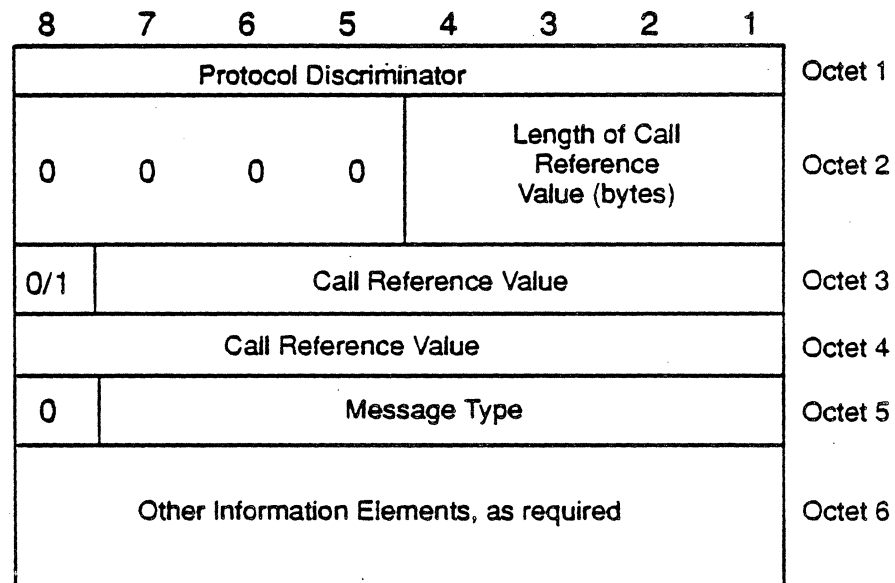 8 7 6 5 4 3 2 1
Protocol Discriminator Octet 1
0 0 0 0 Length of Call
Reference
Value (bytes) Octet 2
0/1 Call Reference Value Octet 3
Call Reference Value Octet 4
0 Message Type Octet 5
Other Information Elements, as required Octet 6